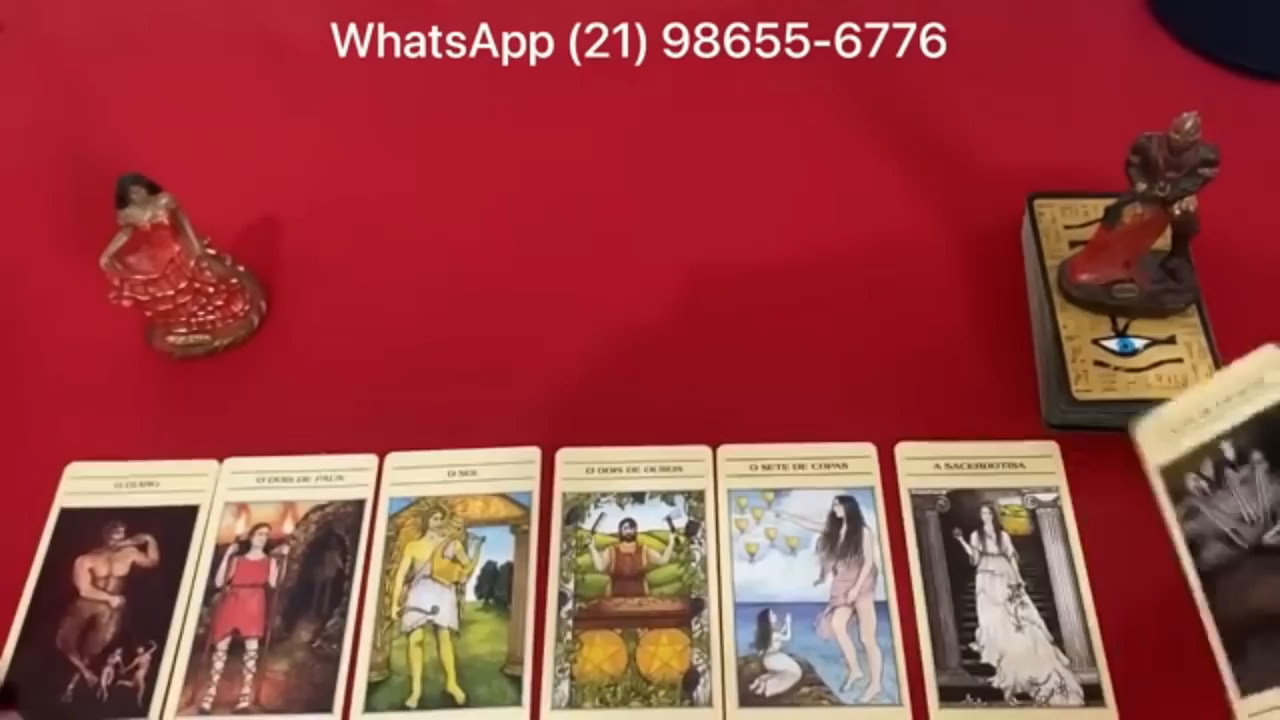 WhatsApp (21) 98655-6776
O DIABO
O DOIS DE PAUS
O SOL
O DOIS DE OUROS
O SETE DE COPAS
A SACERDOTISA